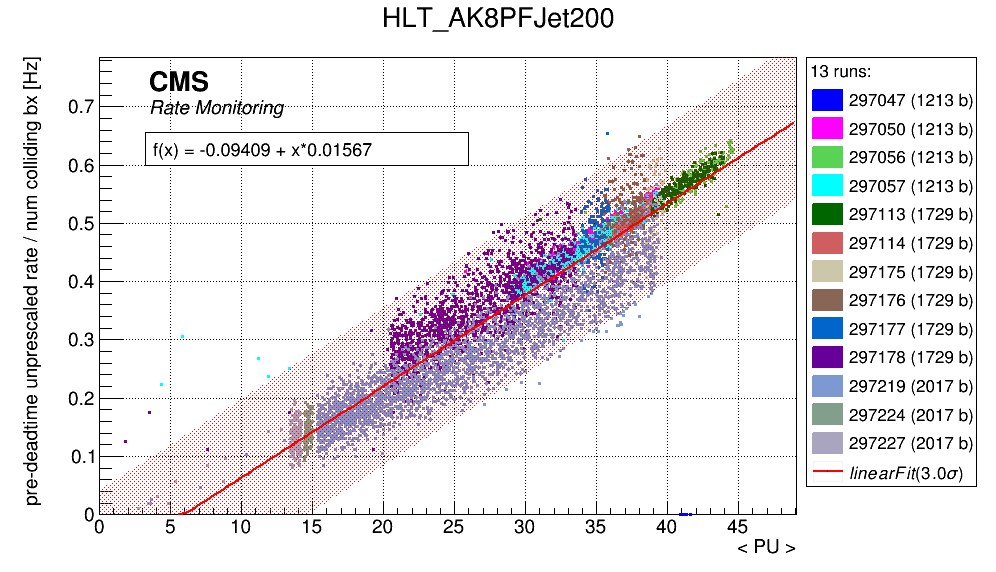 HLT_AK8PFJet200
pre-deadtime unprescaled rate / num colliding bx [Hz]
CMS
Rate Monitoring
f(x) = -0.09409 + x*0.01567
0.7
0.6
0.5
0.4
0.3
0.2
0.1
0
0 5 10 15 20 25 30 35 40 45
< PU >
13 runs:
297047 (1213 b)
297050 (1213 b)
297056 (1213 b)
297057 (1213 b)
297113 (1729 b)
297114 (1729 b)
297175 (1729 b)
297176 (1729 b)
297177 (1729 b)
297178 (1729 b)
297219 (2017 b)
297224 (2017 b)
297227 (2017 b)
linearFit(3.0σ)